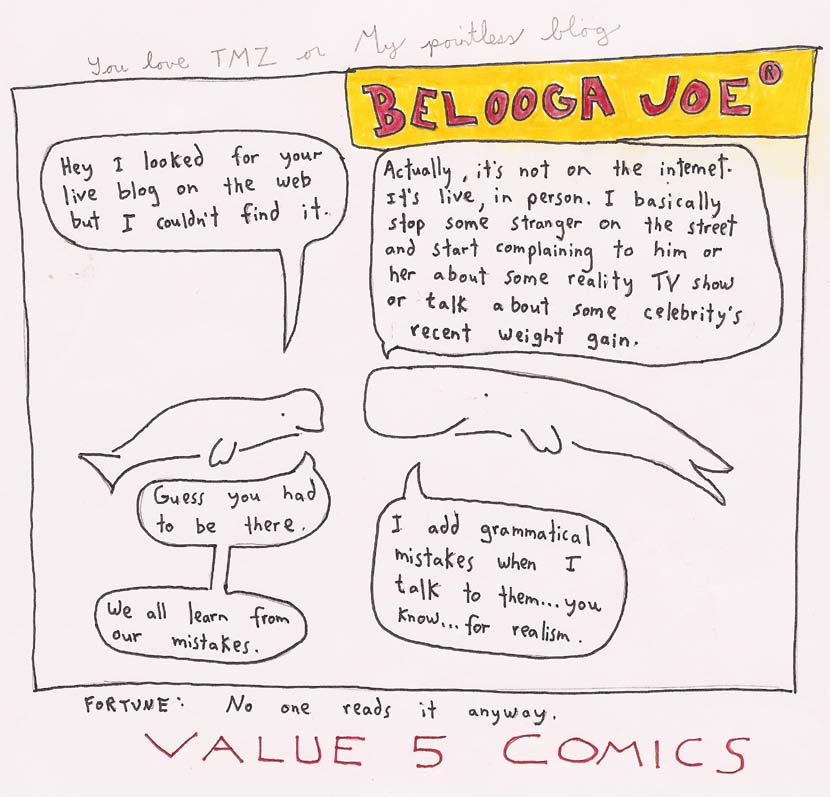 You love TMZ or My pointless blog
BELOOGA JOE ®
Hey I looked for your
live blog on the web
but I couldn't find it.
Actually, it's not on the internet.
It's live, in person. I basically
stop some stranger on the street
and start complaining to him or
her about some reality TV show
or talk about some celebrity's
recent weight gain.
Guess you had
to be there.
We all learn from
our mistakes.
I add grammatical
mistakes when I
talk to them...you
know...for realism.
FORTUNE: No one reads it anyway.
VALUE 5 COMICS